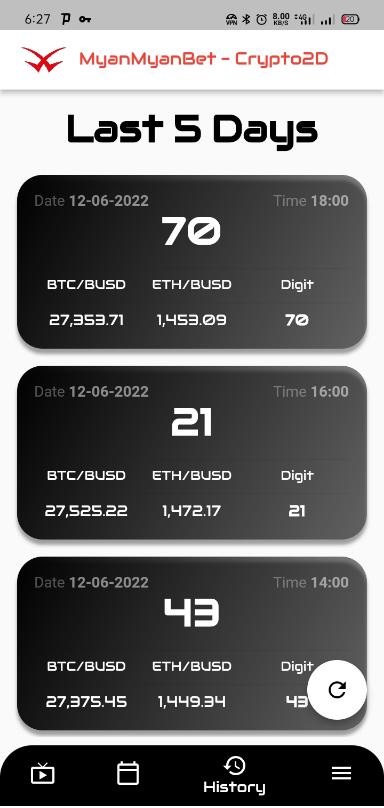 6:27 VPN 8.00 KB/S 4G 20
MyanMyanBet - Crypto2D
Last 5 Days
Date 12-06-2022 Time 18:00
70
BTC/BUSD ETH/BUSD Digit
27,353.71 1,453.09 70
Date 12-06-2022 Time 16:00
21
BTC/BUSD ETH/BUSD Digit
27,525.22 1,472.17 21
Date 12-06-2022 Time 14:00
43
BTC/BUSD ETH/BUSD Digit
27,375.45 1,449.34 43
History